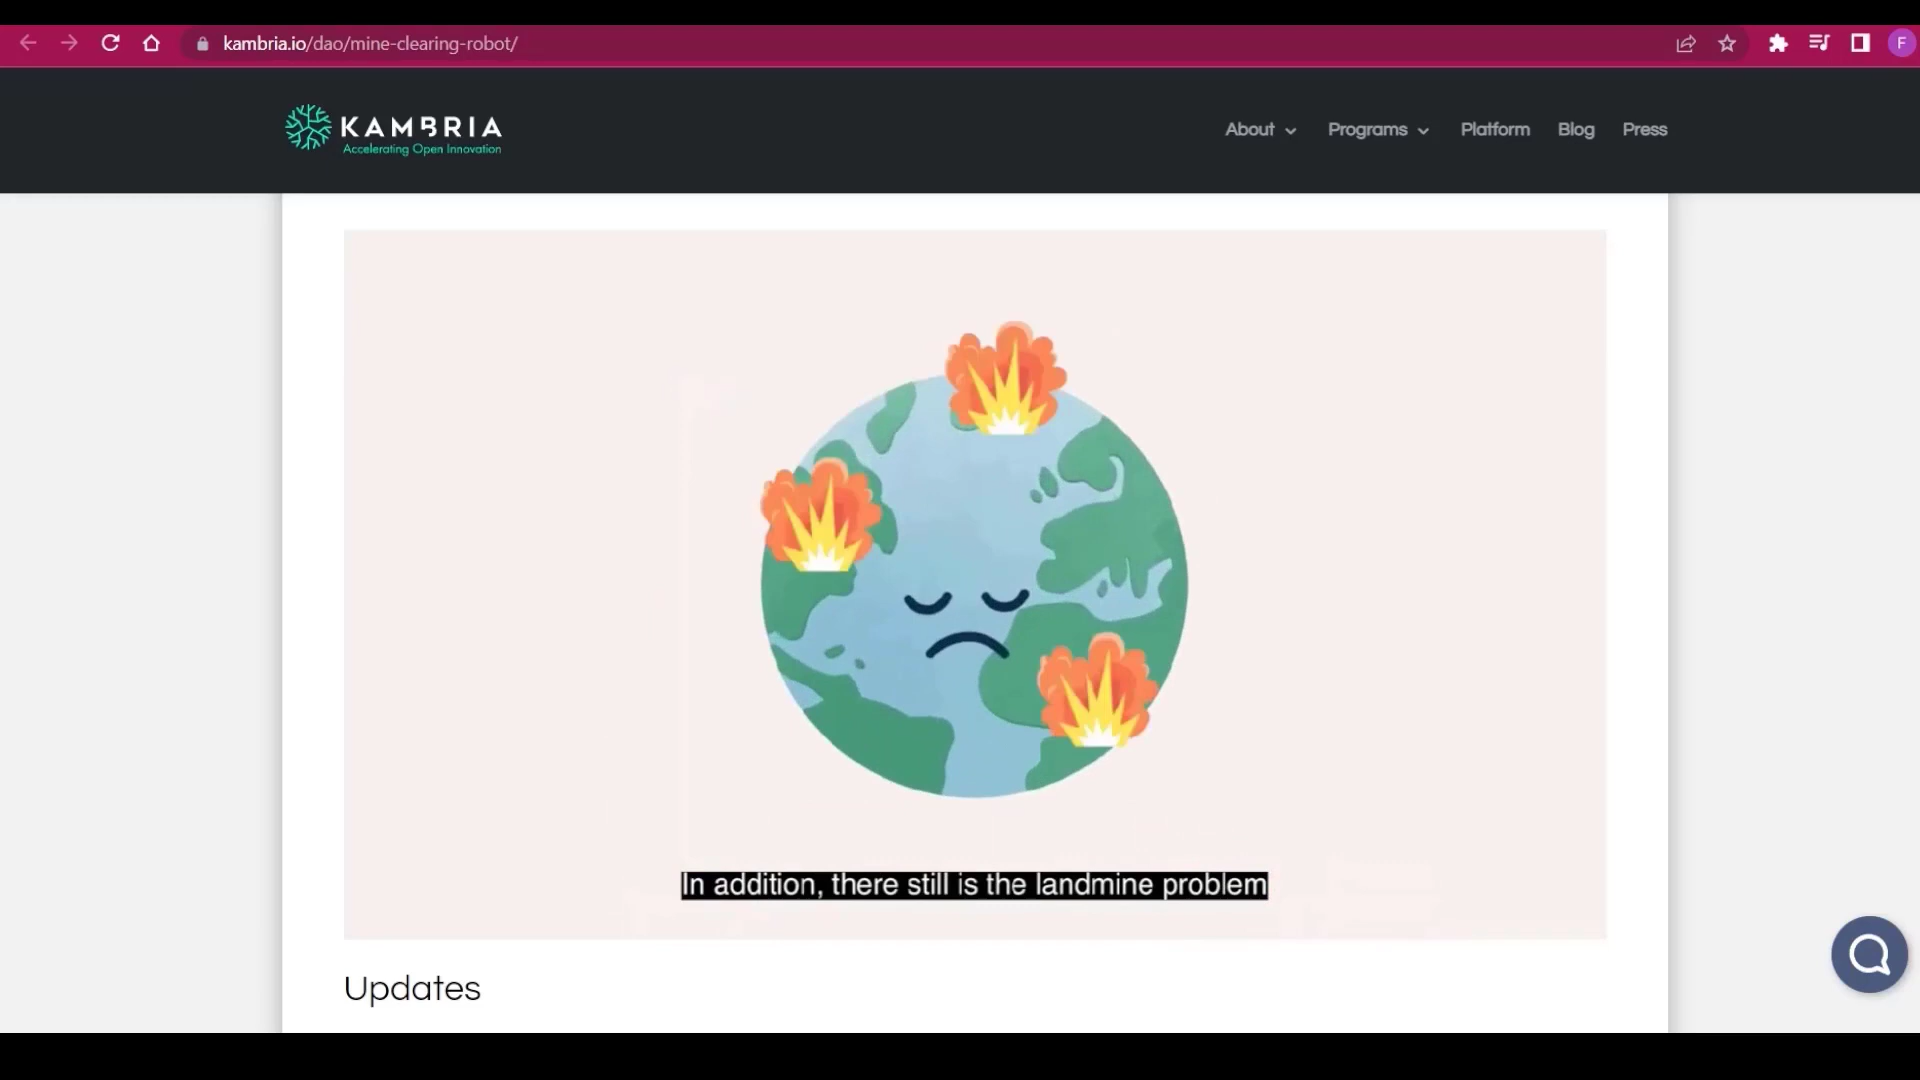 kambria.io/dao/mine-clearing-robot/
F
KAMBRIA
Accelerating Open Innovation
About
Programs
Platform
Blog
Press
In addition, there still is the landmine problem
Updates